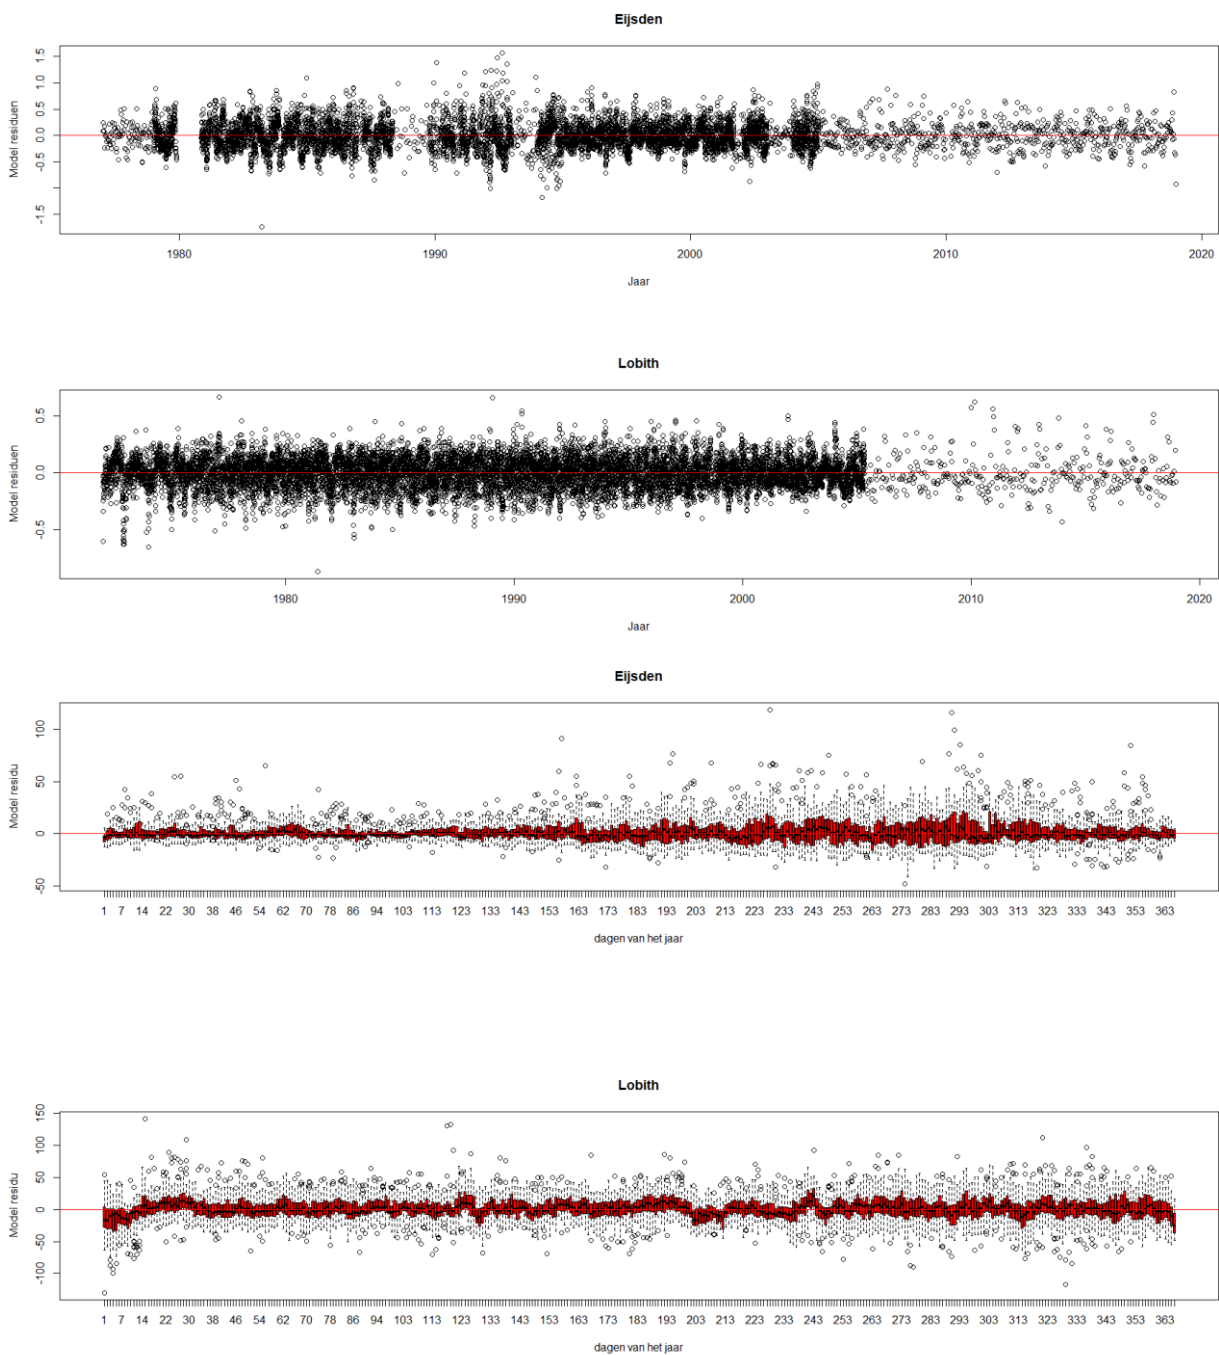 Eijsden
Model residuen
1.5
1.0
0.5
0.0
-0.5
-1.5
1980 1990 2000 2010 2020
Jaar
Lobith
Model residuen
0.5
0.0
-0.5
1980 1990 2000 2010 2020
Jaar
Eijsden
Model residu
100
50
0
-50
1 7 14 22 30 38 46 54 62 70 78 86 94 103 113 123 133 143 153 163 173 183 193 203 213 223 233 243 253 263 273 283 293 303 313 323 333 343 353 363
dagen van het jaar
Lobith
Model residu
150
100
50
0
-50
-100
1 7 14 22 30 38 46 54 62 70 78 86 94 103 113 123 133 143 153 163 173 183 193 203 213 223 233 243 253 263 273 283 293 303 313 323 333 343 353 363
dagen van het jaar